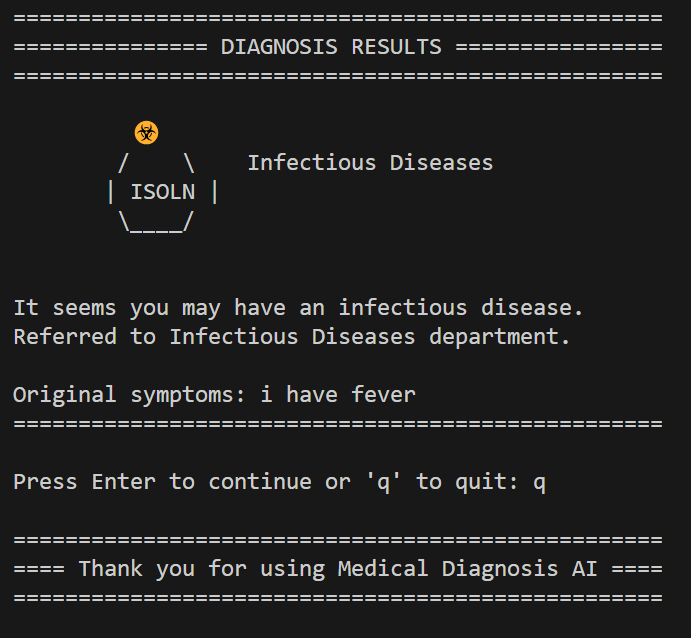 ==================================================
=============== DIAGNOSIS RESULTS ================
==================================================
☣
/    \    Infectious Diseases
| ISOLN |
\____/
It seems you may have an infectious disease.
Referred to Infectious Diseases department.
Original symptoms: i have fever
==================================================
Press Enter to continue or 'q' to quit: q
==================================================
==== Thank you for using Medical Diagnosis AI ====
==================================================